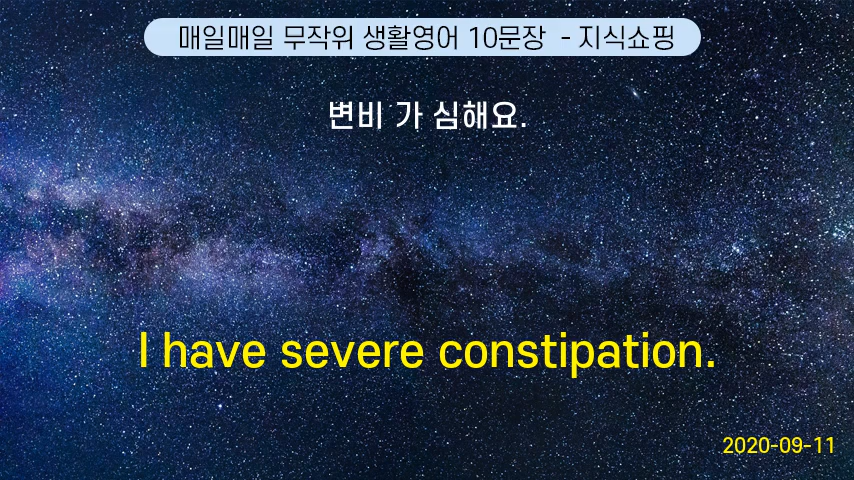 매일매일 무작위 생활영어 10문장 - 지식쇼핑
변비 가 심해요.
I have severe constipation.
2020-09-11